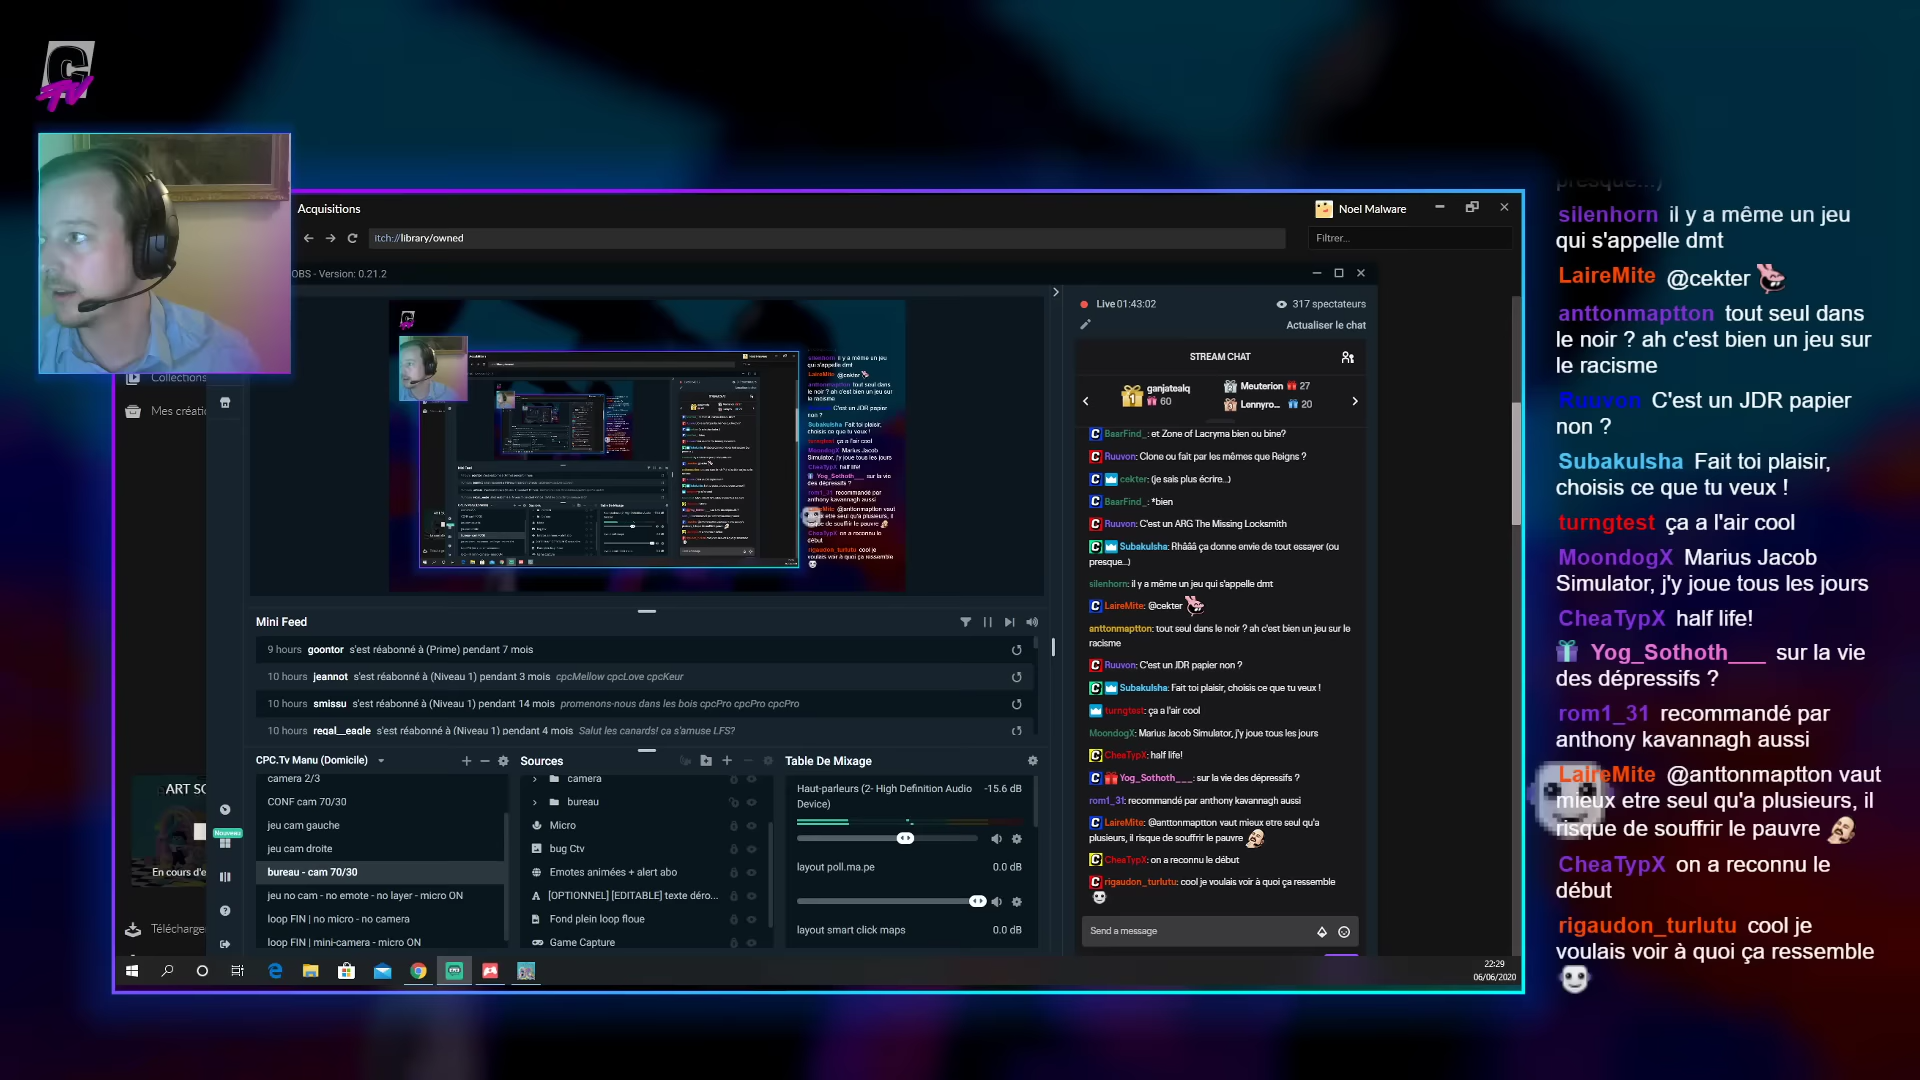 C
TV
Acquisitions
Noel Malware
itch://library/owned
Filtrer...
OBS - Version: 0.21.2
Live 01:43:02
317 spectateurs
Actualiser le chat
STREAM CHAT
ganjatealq
60
Meuterion 27
Lennyro... 20
BaarFind_: et Zone of Lacryma bien ou bine?
Ruuvon: Clone ou fait par les mêmes que Reigns ?
cekter: (je sais plus écrire...)
BaarFind_: *bien
Ruuvon: C'est un ARG The Missing Locksmith
Subakulsha: Rhâââ ça donne envie de tout essayer (ou
presque...)
silenhorn: il y a même un jeu qui s'appelle dmt
LaireMite: @cekter
anttonmaptton: tout seul dans le noir ? ah c'est bien un jeu sur le
racisme
Ruuvon: C'est un JDR papier non ?
Subakulsha: Fait toi plaisir, choisis ce que tu veux !
turngtest: ça a l'air cool
MoondogX: Marius Jacob Simulator, j'y joue tous les jours
CheaTypX: half life!
Yog_Sothoth___: sur la vie des dépressifs ?
rom1_31: recommandé par anthony kavannagh aussi
LaireMite: @anttonmaptton vaut mieux etre seul qu'a
plusieurs, il risque de souffrir le pauvre
CheaTypX: on a reconnu le début
rigaudon_turlutu: cool je voulais voir à quoi ça ressemble
Send a message
Collections
Mes créatio
ART SO
En cours d'e
Télécharge
Nouveau
Mini Feed
9 hours goontor s'est réabonné à (Prime) pendant 7 mois
10 hours jeannot s'est réabonné à (Niveau 1) pendant 3 mois cpcMellow cpcLove cpcKeur
10 hours smissu s'est réabonné à (Niveau 1) pendant 14 mois promenons-nous dans les bois cpcPro cpcPro cpcPro
10 hours regal__eagle s'est réabonné à (Niveau 1) pendant 4 mois Salut les canards! ça s'amuse LFS?
CPC.Tv Manu (Domicile)
camera 2/3
CONF cam 70/30
jeu cam gauche
jeu cam droite
bureau - cam 70/30
jeu no cam - no emote - no layer - micro ON
loop FIN | no micro - no camera
loop FIN | mini-camera - micro ON
Sources
camera
bureau
Micro
bug Ctv
Emotes animées + alert abo
[OPTIONNEL] [EDITABLE] texte déro...
Fond plein loop floue
Game Capture
Table De Mixage
Haut-parleurs (2- High Definition Audio
Device)
-15.6 dB
layout poll.ma.pe
0.0 dB
layout smart click maps
0.0 dB
22:29
06/06/2020
presque...)
silenhorn il y a même un jeu
qui s'appelle dmt
LaireMite @cekter
anttonmaptton tout seul dans
le noir ? ah c'est bien un jeu sur
le racisme
Ruuvon C'est un JDR papier
non ?
Subakulsha Fait toi plaisir,
choisis ce que tu veux !
turngtest ça a l'air cool
MoondogX Marius Jacob
Simulator, j'y joue tous les jours
CheaTypX half life!
Yog_Sothoth___ sur la vie
des dépressifs ?
rom1_31 recommandé par
anthony kavannagh aussi
LaireMite @anttonmaptton vaut
mieux etre seul qu'a plusieurs, il
risque de souffrir le pauvre
CheaTypX on a reconnu le
début
rigaudon_turlutu cool je
voulais voir à quoi ça ressemble